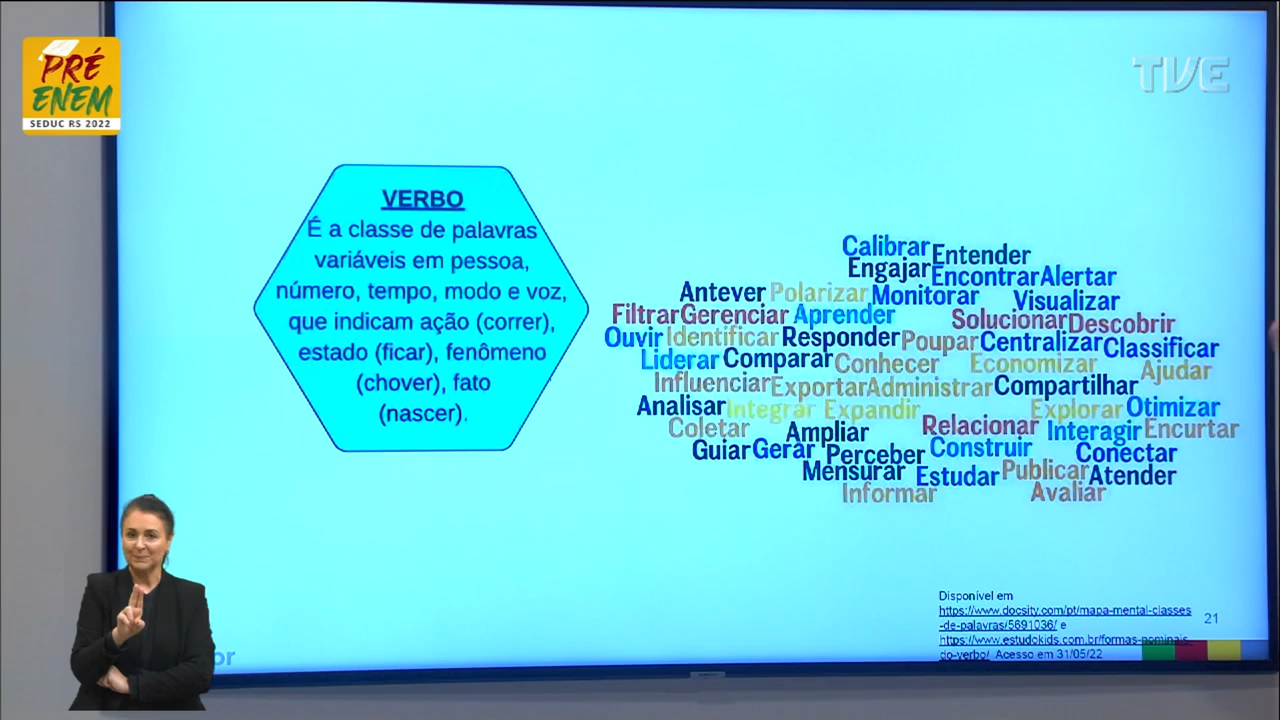 PRÉ
ENEM
SEDUC RS 2022
TVE
VERBO
É a classe de palavras
variáveis em pessoa,
número, tempo, modo e voz,
que indicam ação (correr),
estado (ficar), fenômeno
(chover), fato
(nascer).
Calibrar Entender
Engajar Encontrar Alertar
Antever Polarizar Monitorar Visualizar
Filtrar Gerenciar Aprender Solucionar Descobrir
Ouvir Identificar Responder Poupar Centralizar Classificar
Liderar Comparar Conhecer Economizar Ajudar
Influenciar Exportar Administrar Compartilhar
Analisar Integrar Expandir Explorar Otimizar
Coletar Ampliar Relacionar Interagir Encurtar
Guiar Gerar Perceber Construir Conectar
Mensurar Estudar Publicar Atender
Informar Avaliar
Disponível em
https://www.docsity.com/pt/mapa-mental-classes
-de-palavras/5691036/ e
https://www.estudokids.com.br/formas-nominais-
do-verbo/ Acesso em 31/05/22
21
or